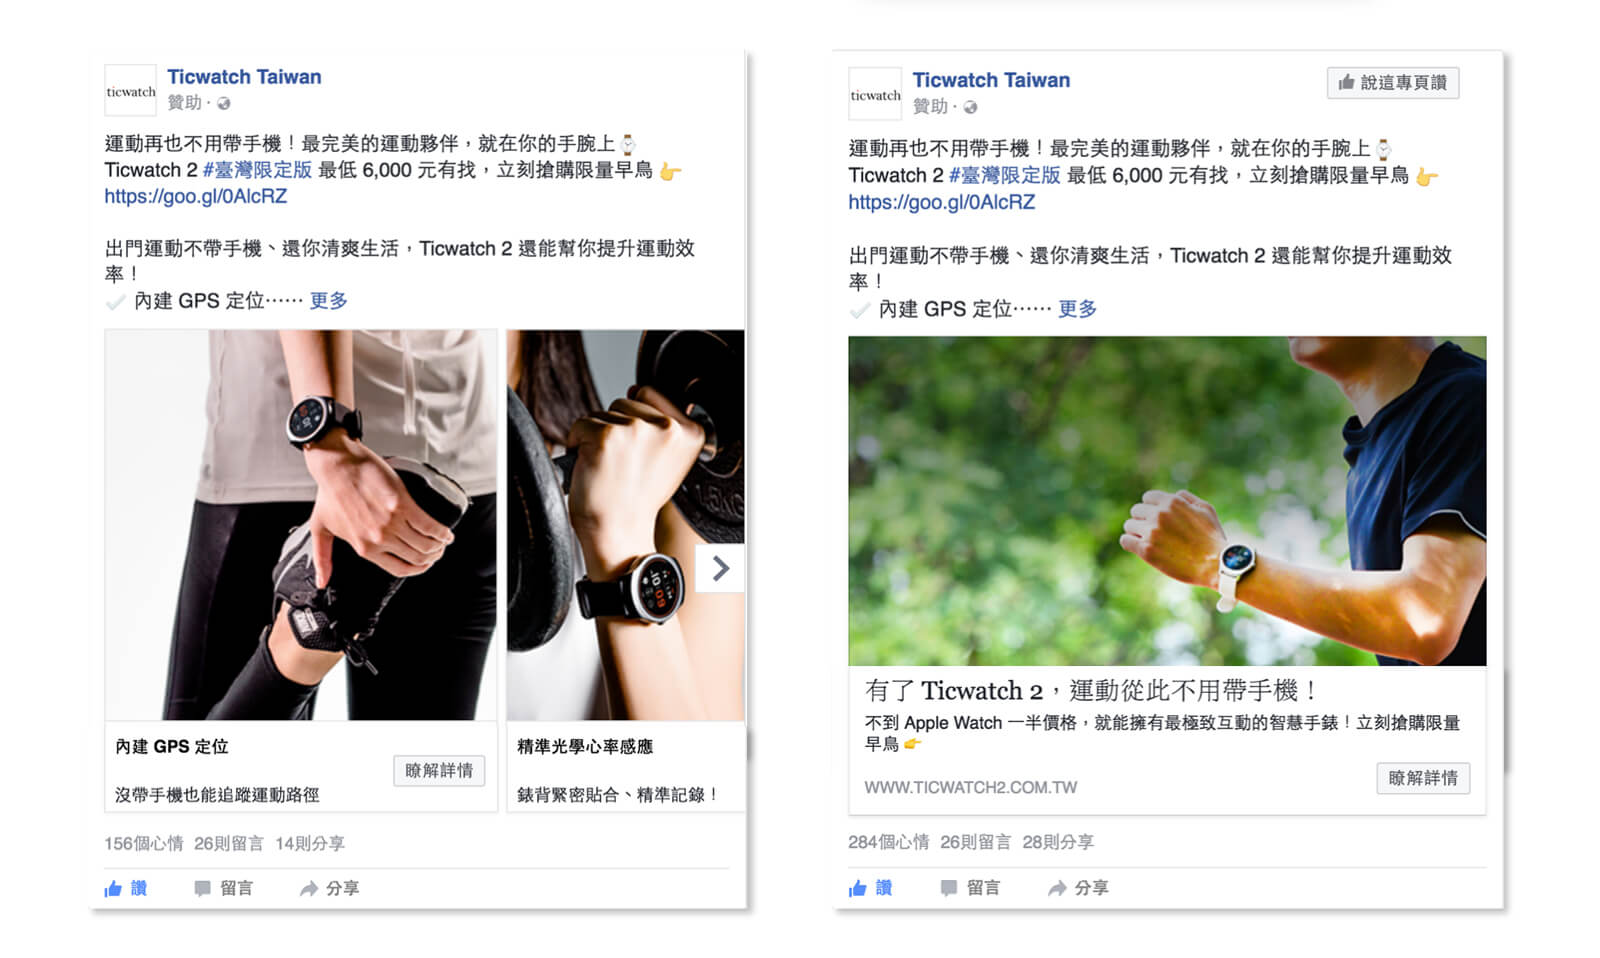 ticwatch
Ticwatch Taiwan
贊助 ·
運動再也不用帶手機！最完美的運動夥伴，就在你的手腕上⌚
Ticwatch 2 #臺灣限定版 最低 6,000 元有找，立刻搶購限量早鳥 👉
https://goo.gl/0AlcRZ
出門運動不帶手機、還你清爽生活，Ticwatch 2 還能幫你提升運動效
率！
✓ 內建 GPS 定位⋯⋯ 更多
內建 GPS 定位
沒帶手機也能追蹤運動路徑
瞭解詳情
精準光學心率感應
錶背緊密貼合、精準記錄！
156個心情 26則留言 14則分享
讚 留言 分享
ticwatch
Ticwatch Taiwan
贊助 ·
說這專頁讚
運動再也不用帶手機！最完美的運動夥伴，就在你的手腕上⌚
Ticwatch 2 #臺灣限定版 最低 6,000 元有找，立刻搶購限量早鳥 👉
https://goo.gl/0AlcRZ
出門運動不帶手機、還你清爽生活，Ticwatch 2 還能幫你提升運動效
率！
✓ 內建 GPS 定位⋯⋯ 更多
有了 Ticwatch 2，運動從此不用帶手機！
不到 Apple Watch 一半價格，就能擁有最極致互動的智慧手錶！立刻搶購限量
早鳥👉
WWW.TICWATCH2.COM.TW
瞭解詳情
284個心情 26則留言 28則分享
讚 留言 分享